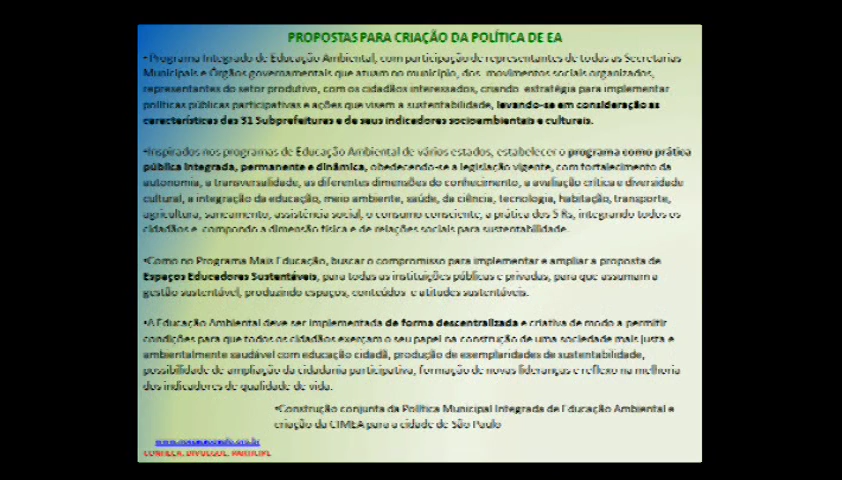 PROPOSTAS PARA CRIAÇÃO DA POLÍTICA DE EA
•Programa Integrado de Educação Ambiental, com participação de representantes de todas as Secretarias
Municipais e Órgãos governamentais que atuam no município, dos movimentos sociais organizados,
representantes do setor produtivo, com os cidadãos interessados, criando estratégia para implementar
políticas públicas participativas e ações que visem a sustentabilidade, levando-se em consideração as
características das 31 Subprefeituras e de seus indicadores socioambientais e culturais.
•Inspirados nos programas de Educação Ambiental de vários estados, estabelecer o programa como prática
pública integrada, permanente e dinâmica, obedecendo-se a legislação vigente, com fortalecimento da
autonomia, a transversalidade, as diferentes dimensões do conhecimento, a avaliação crítica e diversidade
cultural, a integração da educação, meio ambiente, saúde, da ciência, tecnologia, habitação, transporte,
agricultura, saneamento, assistência social, o consumo consciente, a prática dos 5 Rs, integrando todos os
cidadãos e compondo a dimensão física e de relações sociais para sustentabilidade.
•Como no Programa Mais Educação, buscar o compromisso para implementar e ampliar a proposta de
Espaços Educadores Sustentáveis, para todas as instituições públicas e privadas, para que assumam a
gestão sustentável, produzindo espaços, conteúdos e atitudes sustentáveis.
•A Educação Ambiental deve ser implementada de forma descentralizada e criativa de modo a permitir
condições para que todos os cidadãos exerçam o seu papel na construção de uma sociedade mais justa e
ambientalmente saudável com educação cidadã, produção de exemplaridades de sustentabilidade,
possibilidade de ampliação da cidadania participativa, formação de novas lideranças e reflexo na melhoria
dos indicadores de qualidade de vida.
•Construção conjunta da Política Municipal Integrada de Educação Ambiental e
criação da CIMEA para a cidade de São Paulo
CONHEÇA, DIVULGUE, PARTICIPE